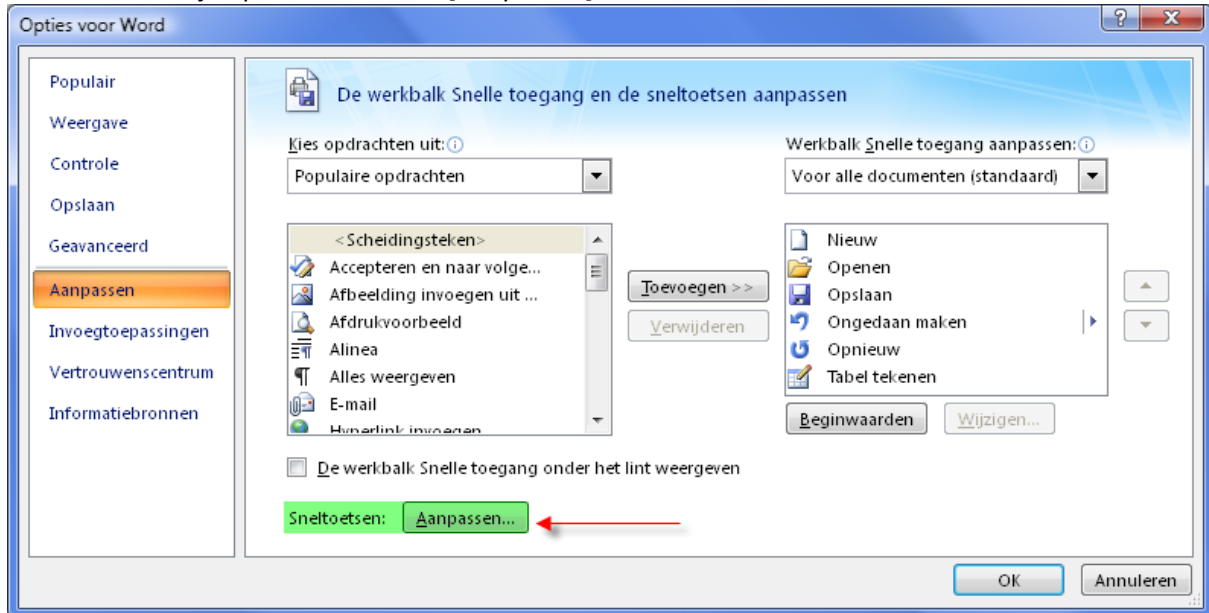 Opties voor Word
Populair
Weergave
Controle
Opslaan
Geavanceerd
Aanpassen
Invoegtoepassingen
Vertrouwenscentrum
Informatiebronnen
De werkbalk Snelle toegang en de sneltoetsen aanpassen
Kies opdrachten uit:
Populaire opdrachten
<Scheidingsteken>
Accepteren en naar volge...
Afbeelding invoegen uit ...
Afdrukvoorbeeld
Alinea
Alles weergeven
E-mail
Hyperlink invoegen
Toevoegen >>
Verwijderen
Werkbalk Snelle toegang aanpassen:
Voor alle documenten (standaard)
Nieuw
Openen
Opslaan
Ongedaan maken
Opnieuw
Tabel tekenen
Beginwaarden
Wijzigen...
De werkbalk Snelle toegang onder het lint weergeven
Sneltoetsen: Aanpassen...
OK
Annuleren